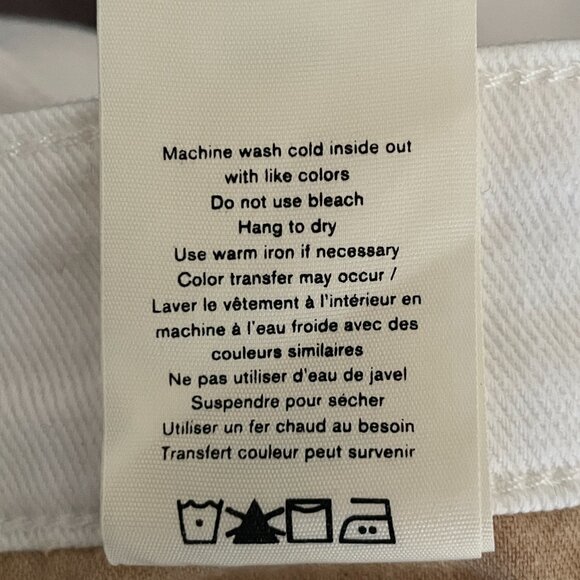 Machine wash cold inside out
with like colors
Do not use bleach
Hang to dry
Use warm iron if necessary
Color transfer may occur /
Laver le vêtement à l'intérieur en
machine à l'eau froide avec des
couleurs similaires
Ne pas utiliser d'eau de javel
Suspendre pour sécher
Utiliser un fer chaud au besoin
Transfert couleur peut survenir